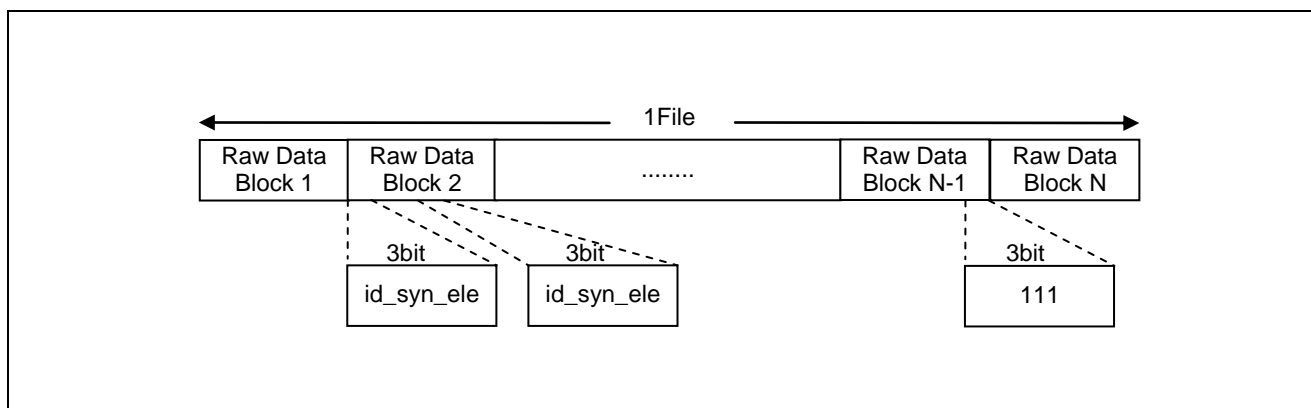 1File
Raw Data
Block 1
Raw Data
Block 2
........
Raw Data
Block N-1
Raw Data
Block N
3bit
id_syn_ele
3bit
id_syn_ele
3bit
111